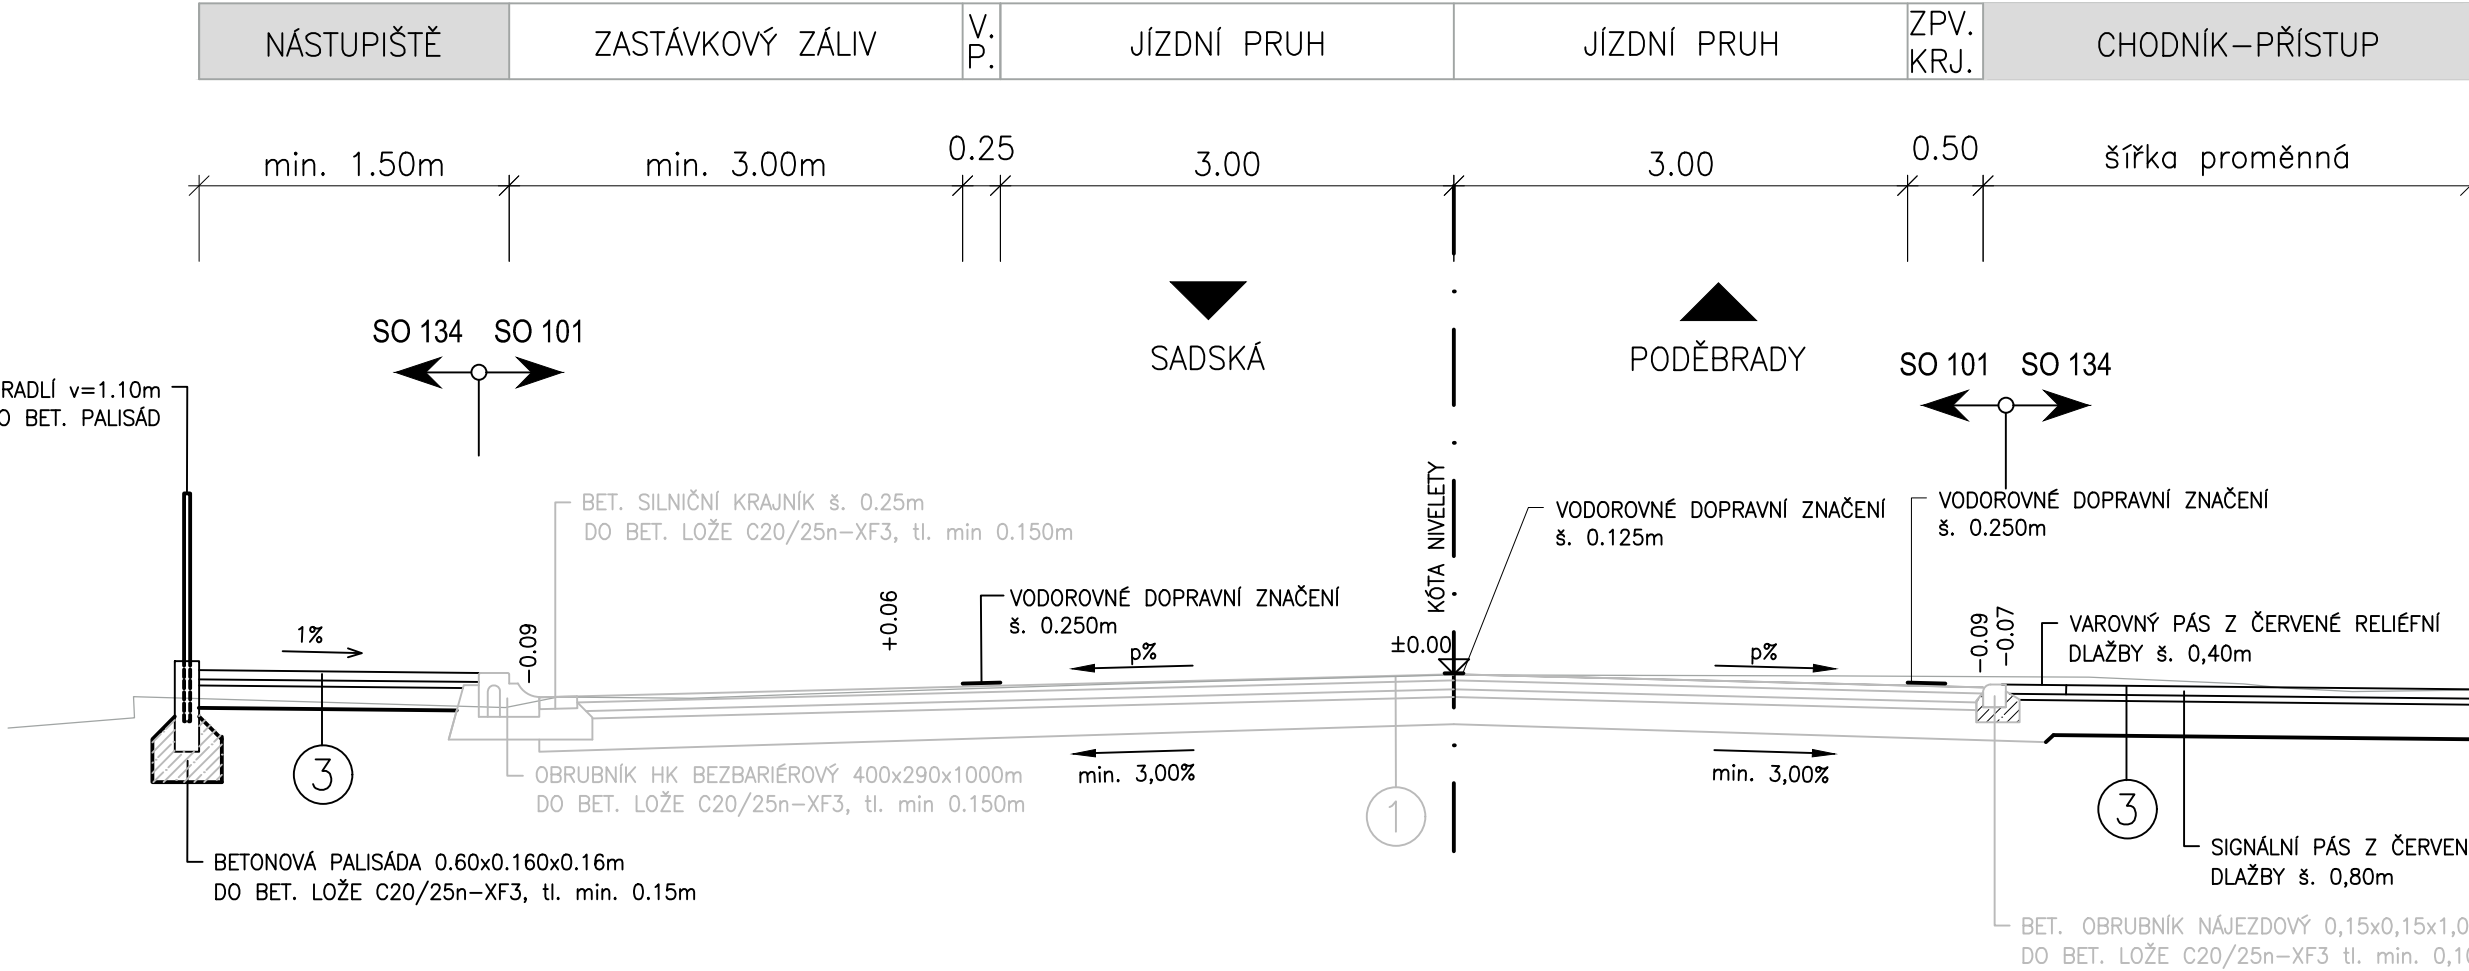 NÁSTUPIŠTĚ
ZASTÁVKOVÝ ZÁLIV
V.
P.
JÍZDNÍ PRUH
JÍZDNÍ PRUH
ZPV.
KRJ.
CHODNÍK-PŘÍSTUP
min. 1.50m
min. 3.00m
0.25
3.00
3.00
0.50
šířka proměnná
SO 134
SO 101
SADSKÁ
PODĚBRADY
SO 101
SO 134
RADLÍ v=1.10m
O BET. PALISÁD
BET. SILNIČNÍ KRAJNÍK š. 0.25m
DO BET. LOŽE C20/25n-XF3, tl. min 0.150m
KÓTA NIVELETY
VODOROVNÉ DOPRAVNÍ ZNAČENÍ
š. 0.125m
VODOROVNÉ DOPRAVNÍ ZNAČENÍ
š. 0.250m
1%
-0.09
+0.06
VODOROVNÉ DOPRAVNÍ ZNAČENÍ
š. 0.250m
p%
±0.00
p%
-0.09
-0.07
VAROVNÝ PÁS Z ČERVENÉ RELIÉFNÍ
DLAŽBY š. 0,40m
3
OBRUBNÍK HK BEZBARIÉROVÝ 400x290x1000m
DO BET. LOŽE C20/25n-XF3, tl. min 0.150m
min. 3,00%
1
min. 3,00%
3
BETONOVÁ PALISÁDA 0.60x0.160x0.16m
DO BET. LOŽE C20/25n-XF3, tl. min. 0.15m
SIGNÁLNÍ PÁS Z ČERVEN
DLAŽBY š. 0,80m
BET. OBRUBNÍK NÁJEZDOVÝ 0,15x0,15x1,0
DO BET. LOŽE C20/25n-XF3 tl. min. 0,10